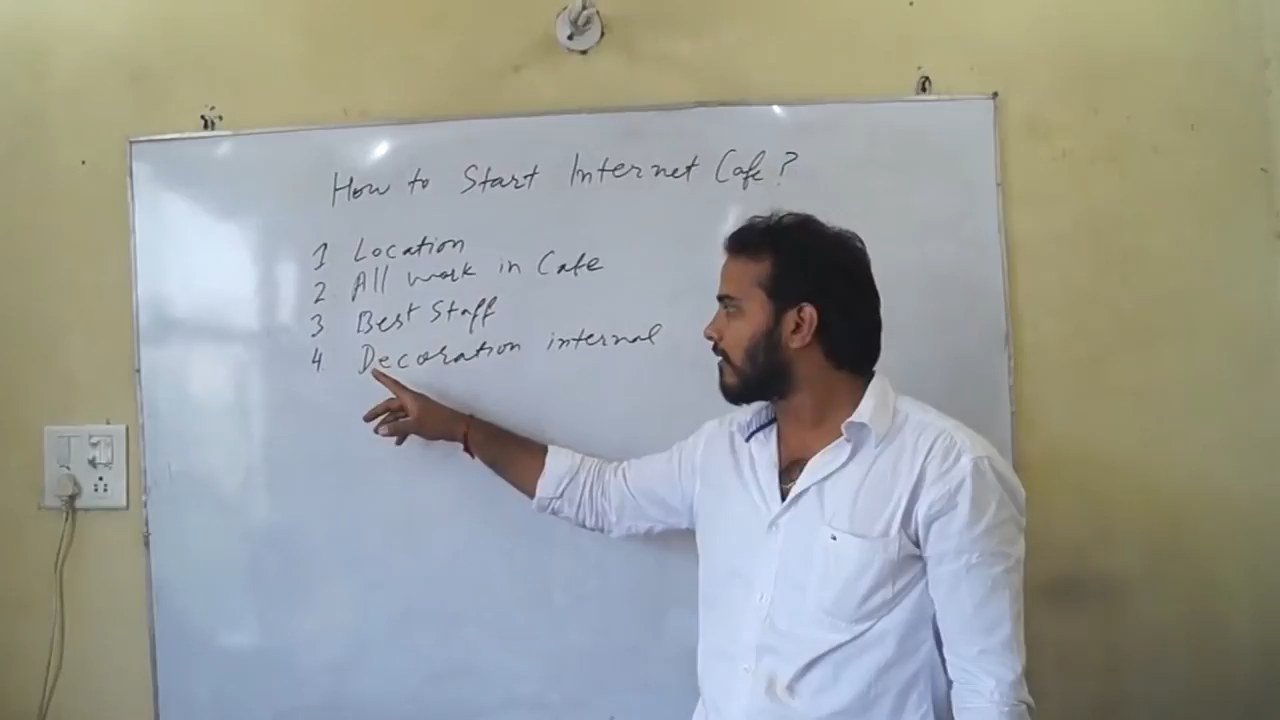 How to Start Internet Cafe?
1 Location
2 All work in Cafe
3 Best Staff
4. Decoration internal